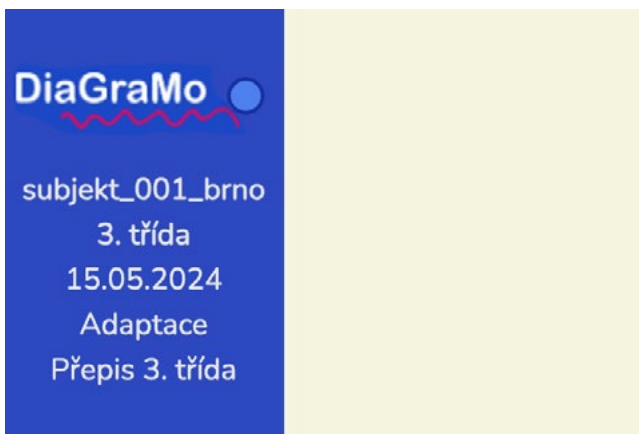 DiaGraMo
subjekt_001_brno
3. třída
15.05.2024
Adaptace
Přepis 3. třída